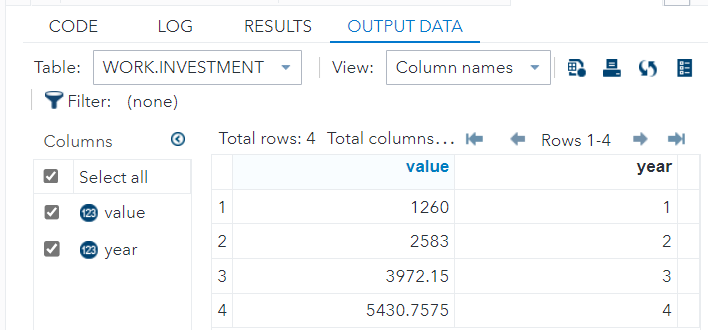 CODE LOG RESULTS OUTPUT DATA
Table: WORK.INVESTMENT View: Column names
Filter: (none)
Columns Total rows: 4 Total columns... Rows 1-4
Select all value year
123 value 1 1260 1
123 year 2 2583 2
3 3972.15 3
4 5430.7575 4